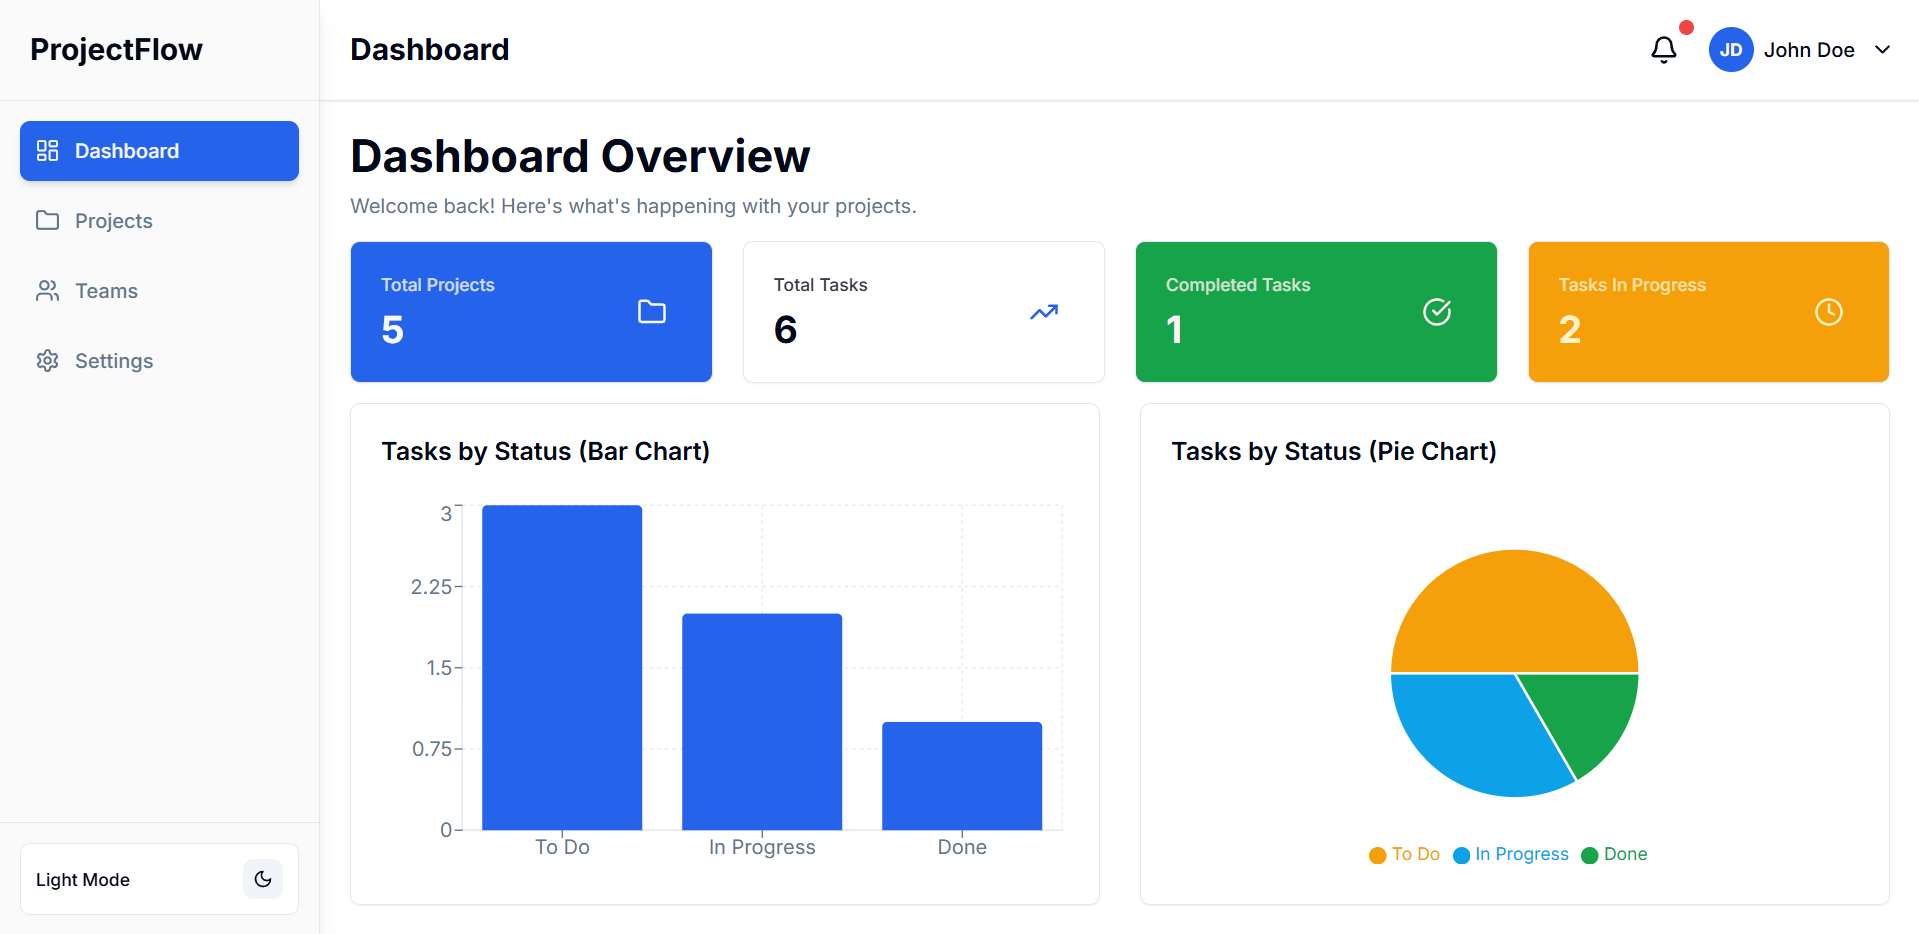 ProjectFlow
Dashboard
JD
John Doe
Dashboard
Projects
Teams
Settings
Light Mode
Dashboard Overview
Welcome back! Here's what's happening with your projects.
Total Projects
5
Total Tasks
6
Completed Tasks
1
Tasks In Progress
2
Tasks by Status (Bar Chart)
3
2.25
1.5
0.75
0
To Do
In Progress
Done
Tasks by Status (Pie Chart)
To Do
In Progress
Done